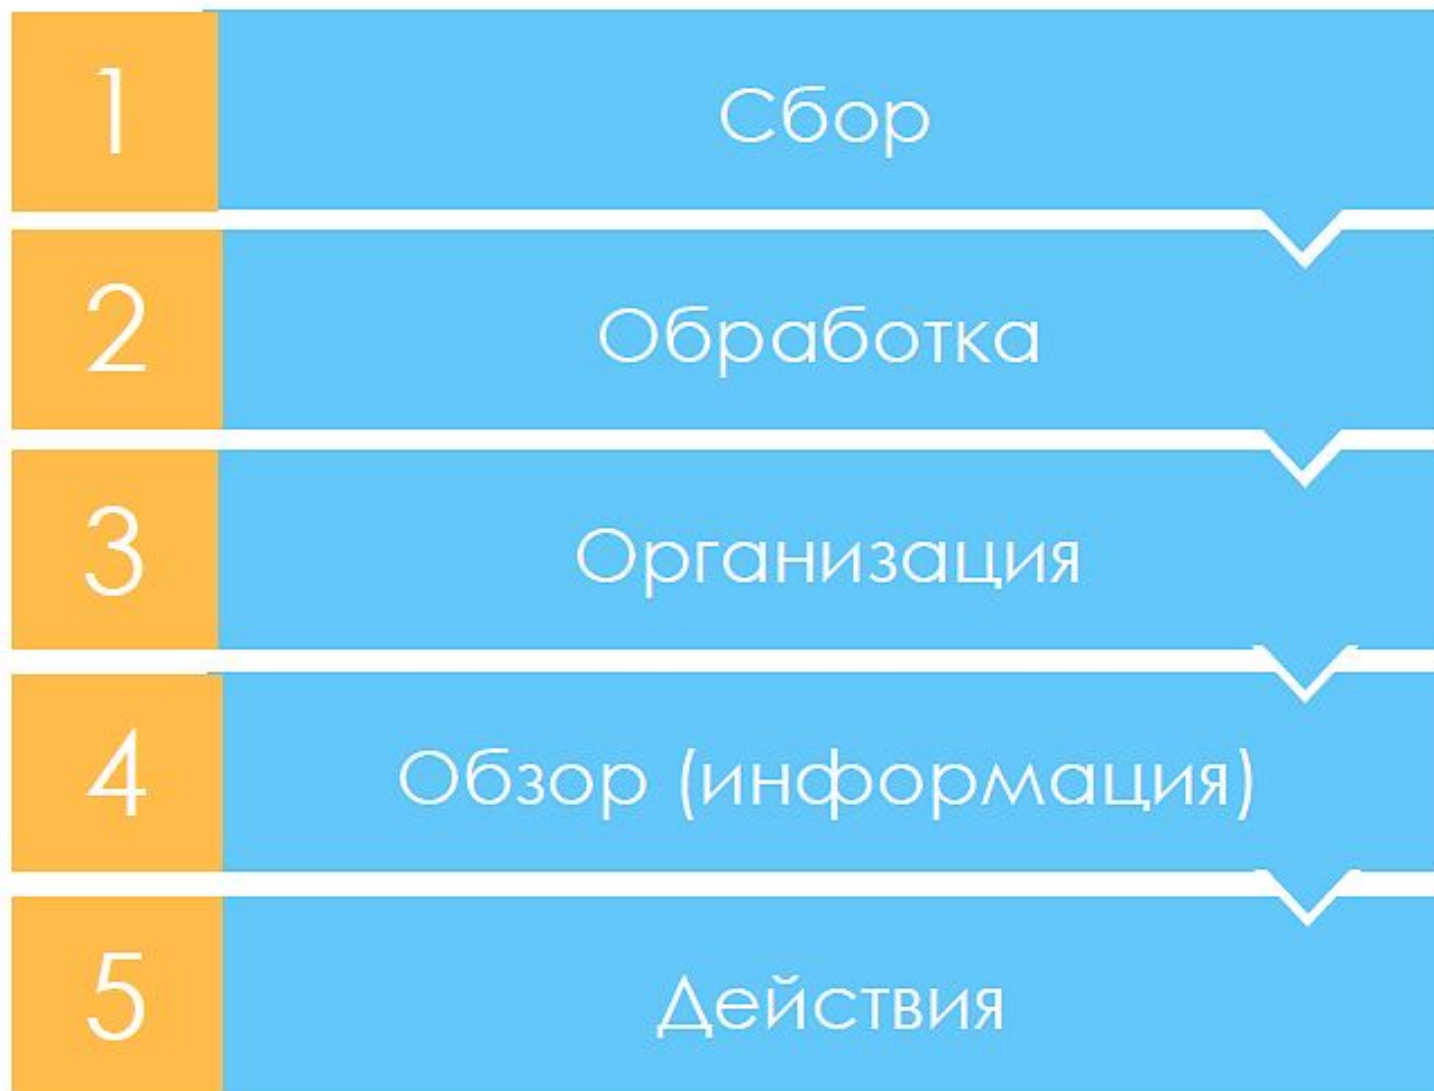 1 Сбор
2 Обработка
3 Организация
4 Обзор (информация)
5 Действия